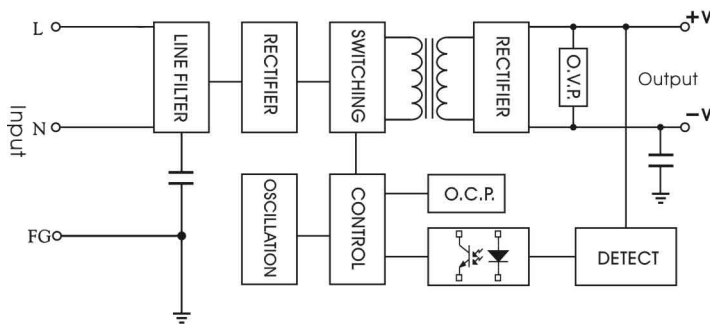 L
N
FG
Input
LINE FILTER
RECTIFIER
SWITCHING
RECTIFIER
O.V.P.
+V
Output
-V
OSCILLATION
CONTROL
O.C.P.
DETECT